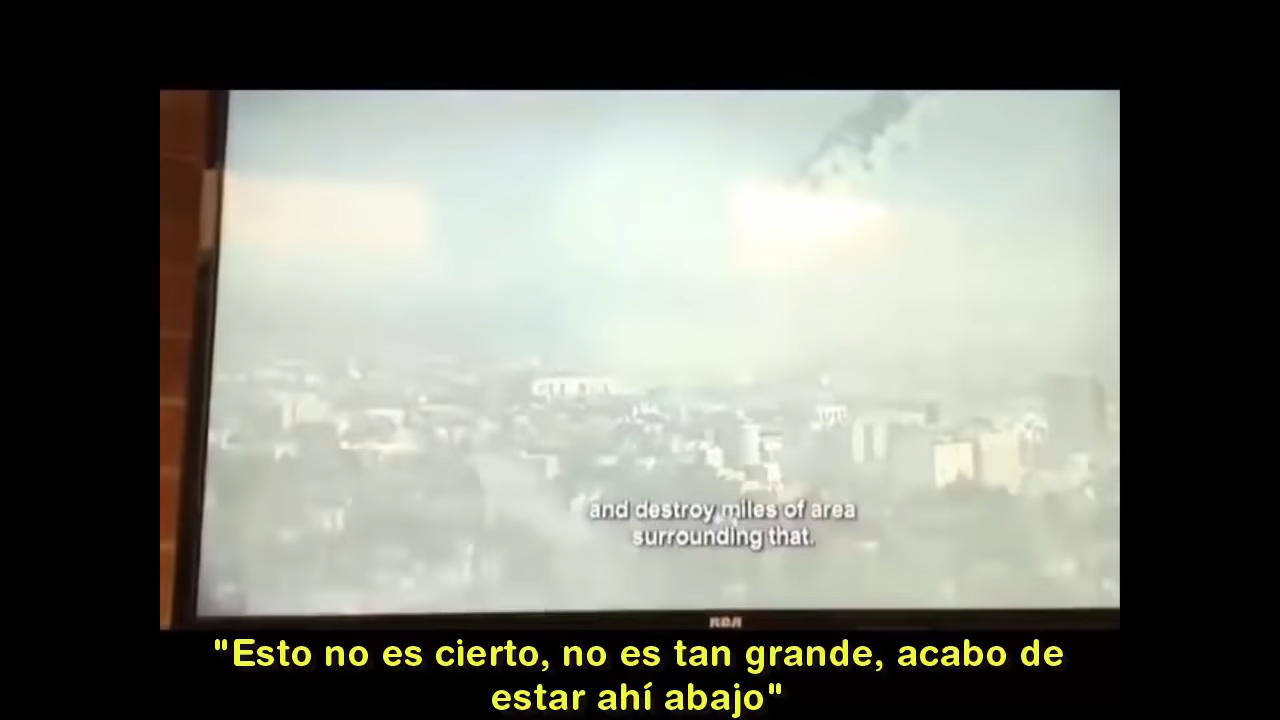 and destroy miles of area
surrounding that.
RCA
"Esto no es cierto, no es tan grande, acabo de
estar ahí abajo"